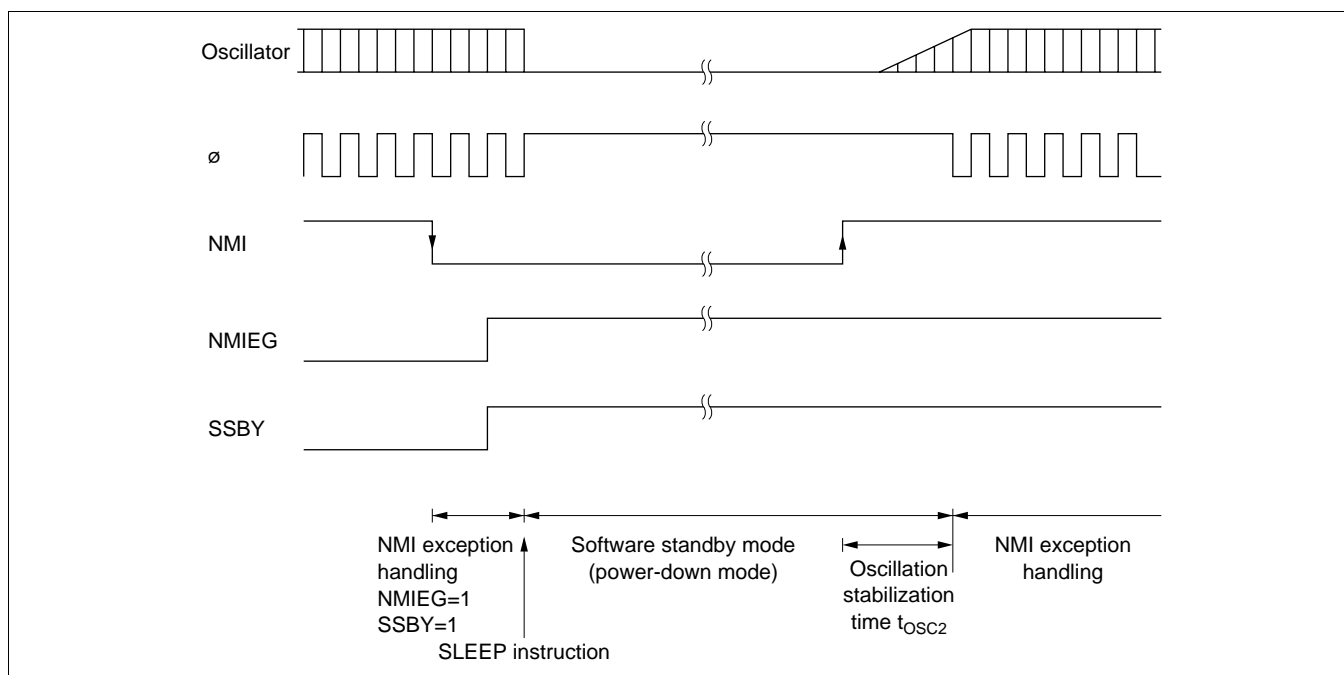 Oscillator
ø
NMI
NMIEG
SSBY
NMI exception
handling
NMIEG=1
SSBY=1
SLEEP instruction
Software standby mode
(power-down mode)
Oscillation
stabilization
time tOSC2
NMI exception
handling